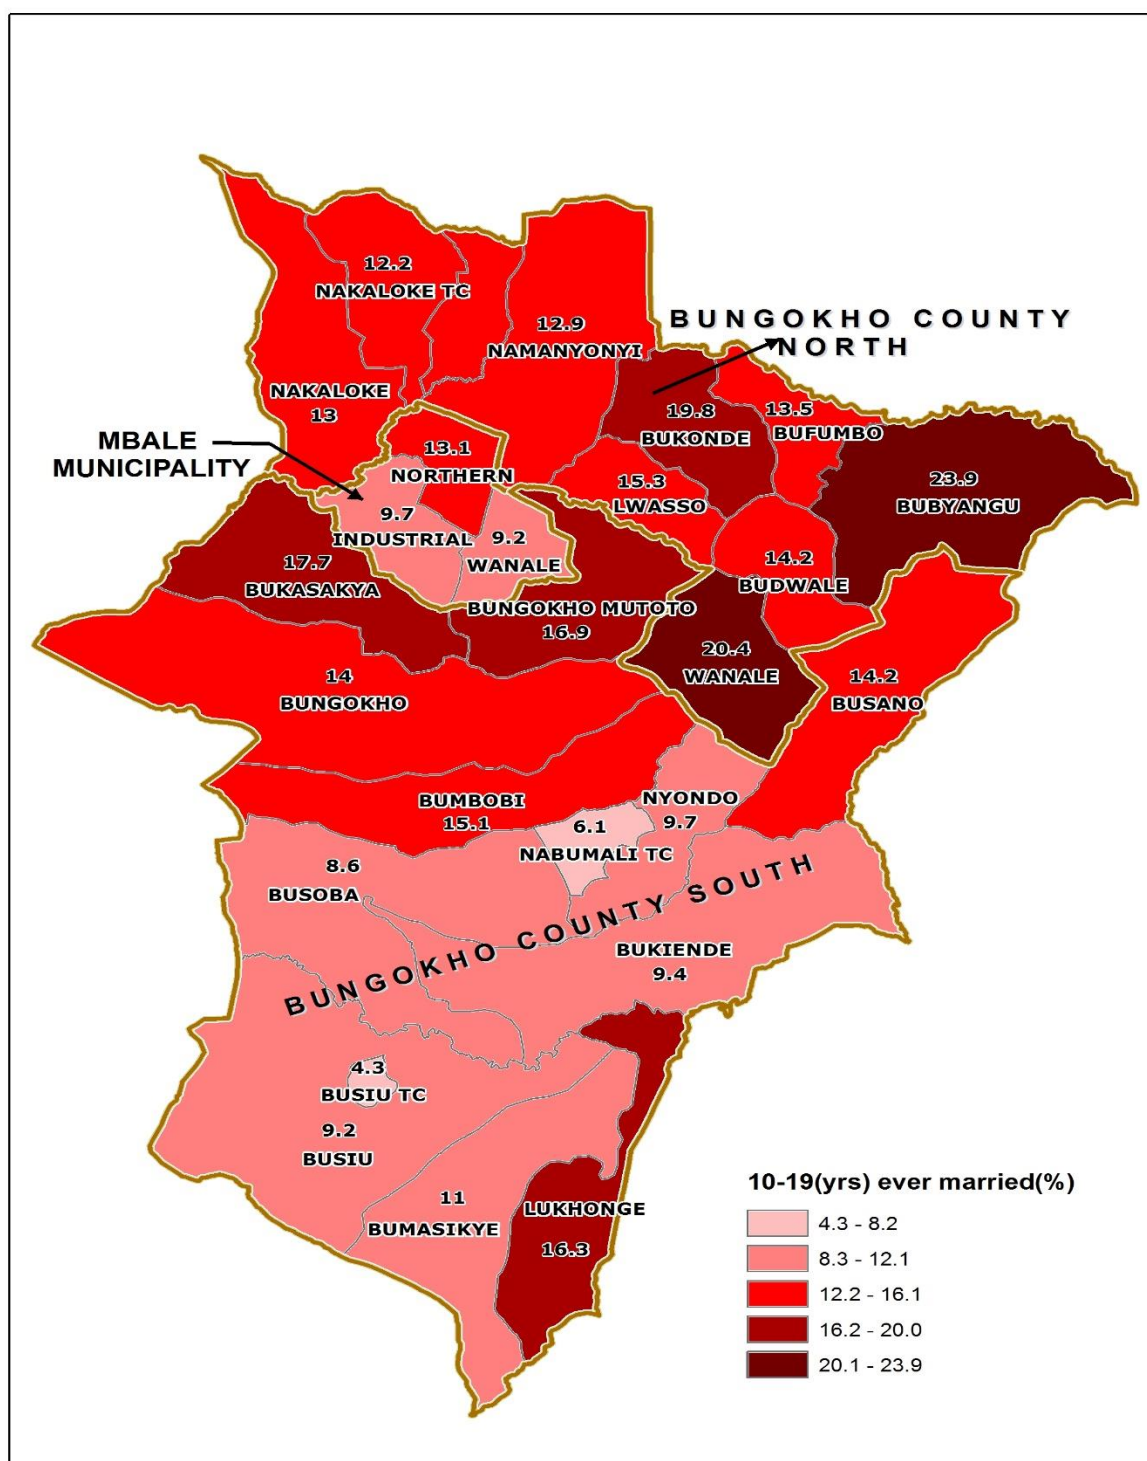 12.2
NAKALOKE TC
12.9
NAMANYONYI
BUNGOKHO COUNTY
NORTH
NAKALOKE
13
19.8
BUKONDE
13.5
BUFUMBO
MBALE
MUNICIPALITY
13.1
NORTHERN
15.3
LWASSO
23.9
BUBYANGU
9.7
INDUSTRIAL
9.2
WANALE
17.7
BUKASAKYA
14.2
BUDWALE
BUNGOKHO MUTOTO
16.9
20.4
WANALE
14
BUNGOKHO
14.2
BUSANO
BUMBOBI
15.1
NYONDO
9.7
6.1
NABUMALI TC
8.6
BUSOBA
BUNGOKHO COUNTY SOUTH
BUKIENDE
9.4
4.3
BUSIU TC
9.2
BUSIU
11
BUMASIKYE
LUKHONGE
16.3
10-19(yrs) ever married(%)
4.3 - 8.2
8.3 - 12.1
12.2 - 16.1
16.2 - 20.0
20.1 - 23.9